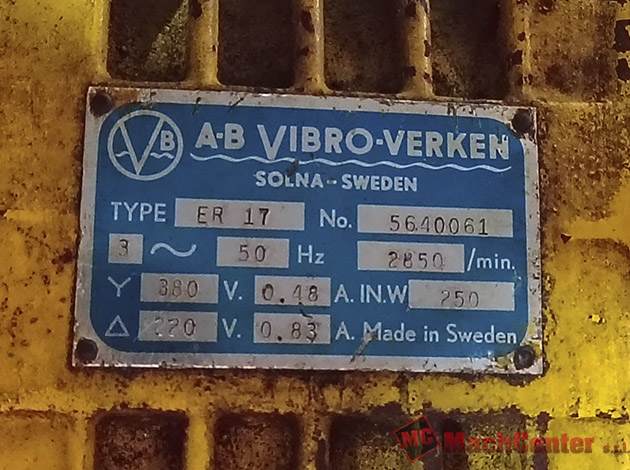 VB A-B VIBRO-VERKEN
SOLNA-SWEDEN
TYPE ER 17 No. 5640061
3 ~ 50 Hz 2850 /min.
Y 380 V. 0.48 A. IN.W 250
△ 220 V. 0.83 A. Made in Sweden
MC MachCenter